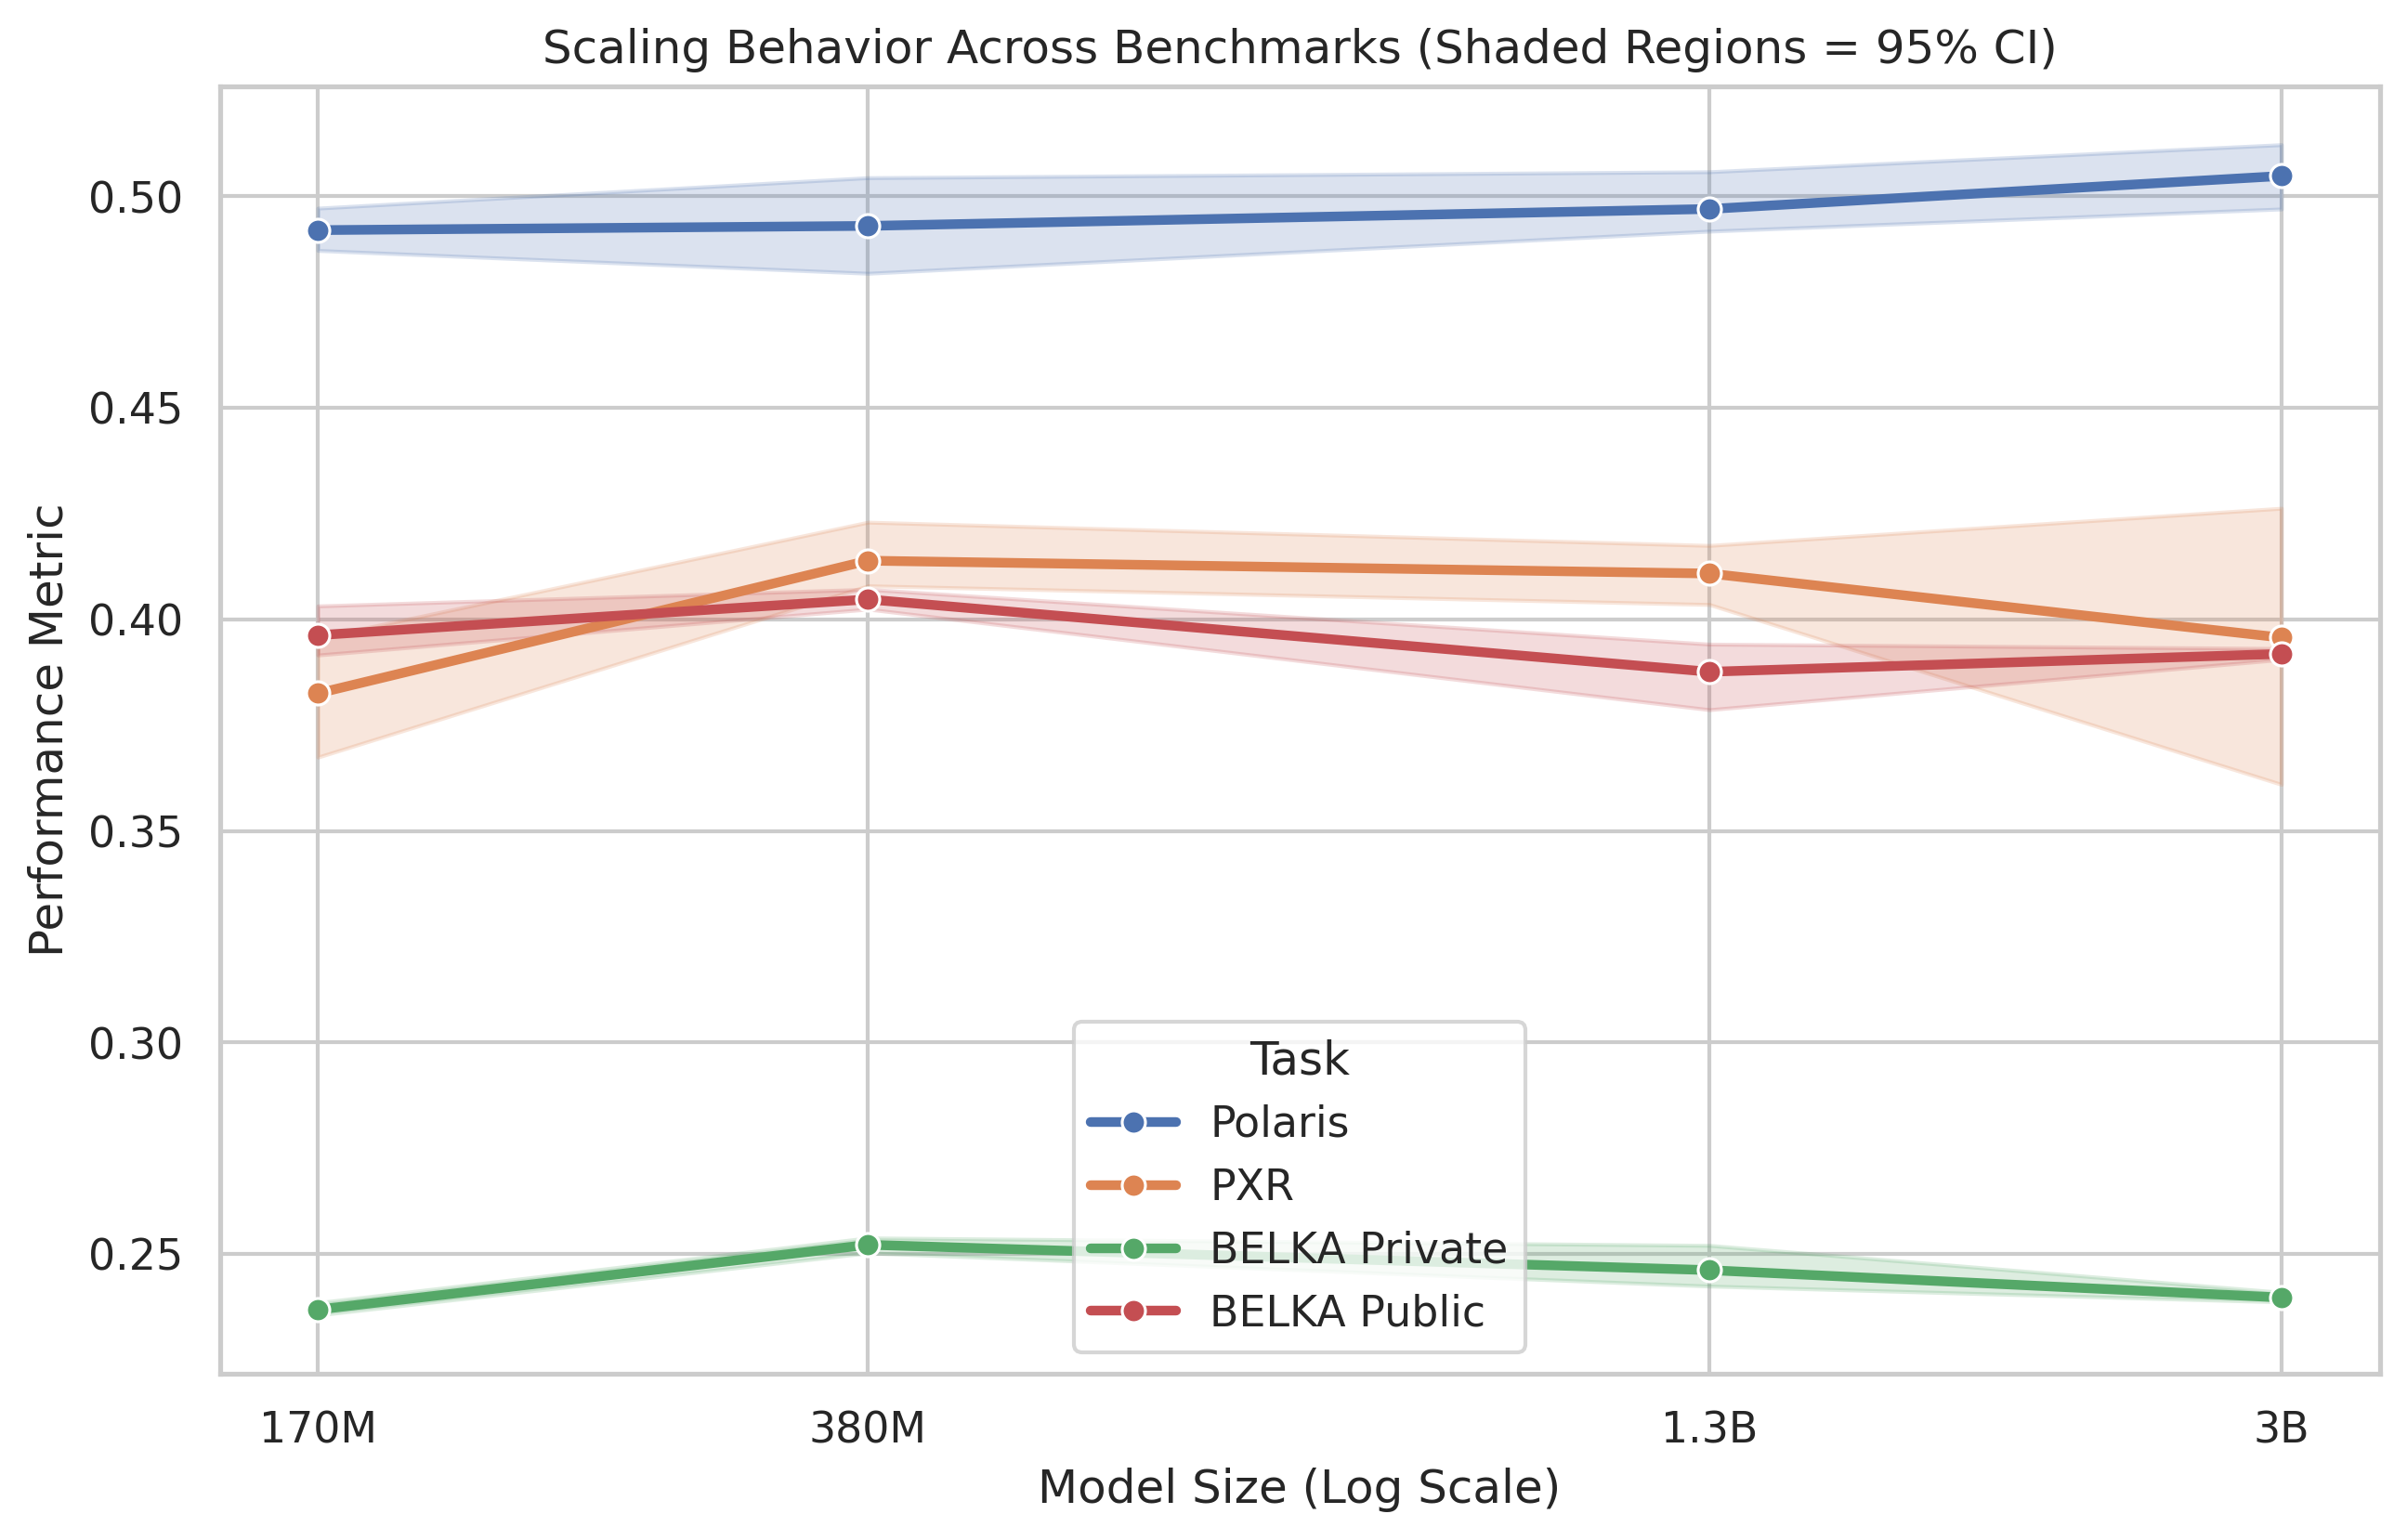 Scaling Behavior Across Benchmarks (Shaded Regions = 95% CI)
Performance Metric
0.50
0.45
0.40
0.35
0.30
0.25
Task
Polaris
PXR
BELKA Private
BELKA Public
170M
380M
1.3B
3B
Model Size (Log Scale)